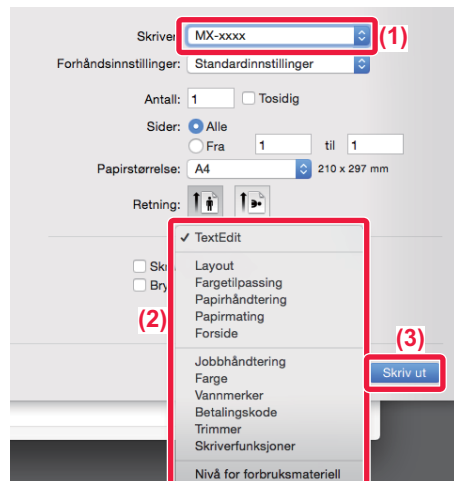 Skriver: MX-xxxx (1)
Forhåndsinnstillinger: Standardinnstillinger
Antall: 1 Tosidig
Sider: Alle
Fra 1 til 1
Papirstørrelse: A4 210 x 297 mm
Retning:
✓ TextEdit
Layout
Fargetilpassing
Papirhåndtering
Papirmating
Forside
(2)
(3)
Jobbhåndtering
Farge
Vannmerker
Betalingskode
Trimmer
Skriverfunksjoner
Skriv ut
Nivå for forbruksmateriell